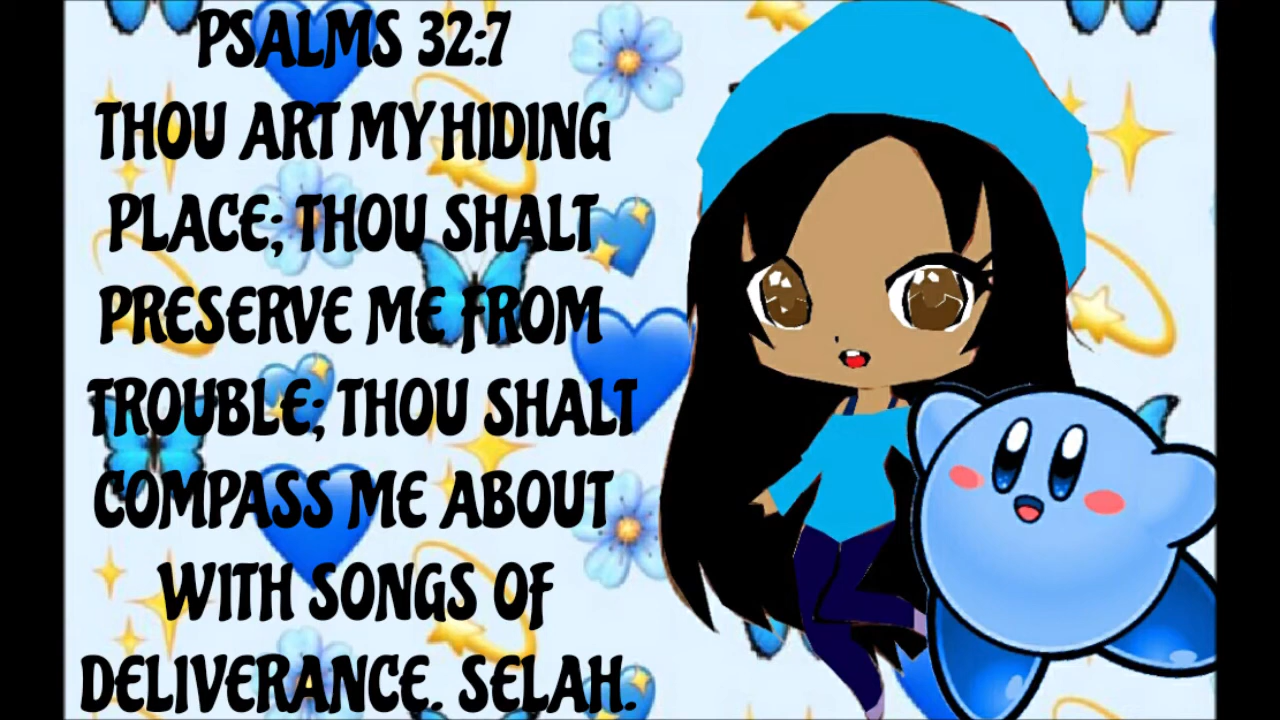 PSALMS 32:7
THOU ART MY HIDING
PLACE; THOU SHALT
PRESERVE ME FROM
TROUBLE; THOU SHALT
COMPASS ME ABOUT
WITH SONGS OF
DELIVERANCE. SELAH.